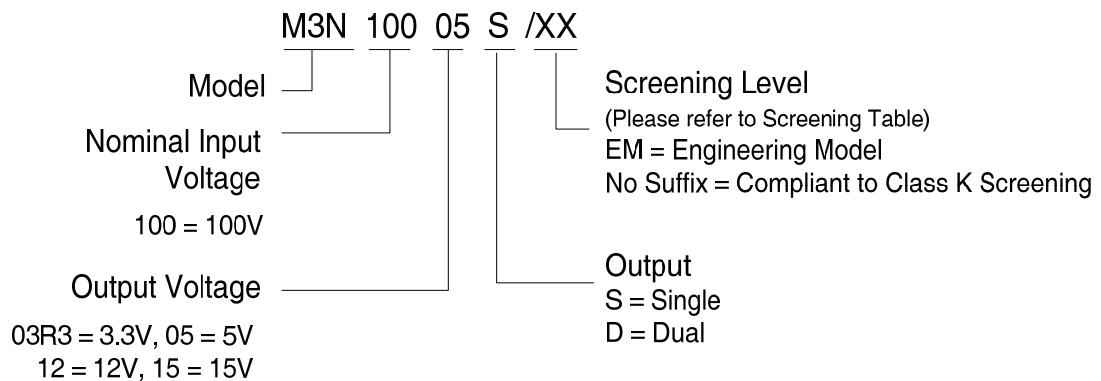 M3N 100 05 S /XX
Model
Nominal Input
Voltage
100 = 100V
Output Voltage
03R3 = 3.3V, 05 = 5V
12 = 12V, 15 = 15V
Screening Level
(Please refer to Screening Table)
EM = Engineering Model
No Suffix = Compliant to Class K Screening
Output
S = Single
D = Dual